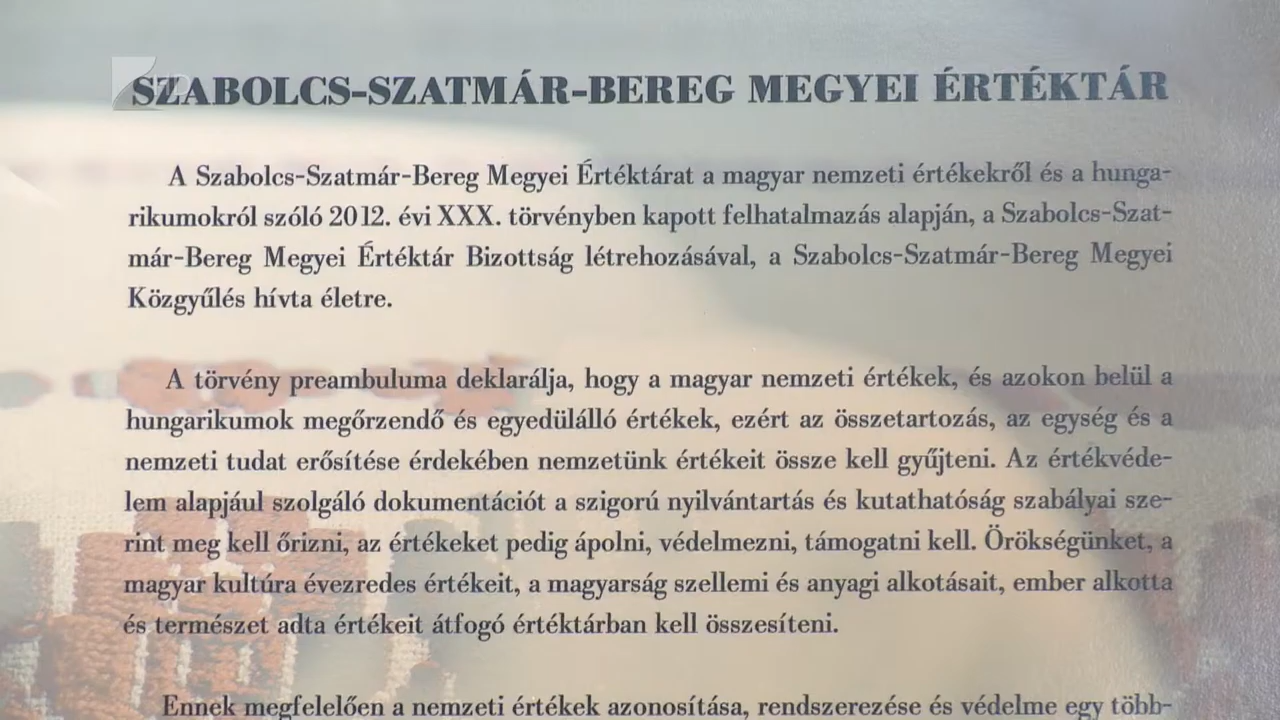 SZABOLCS-SZATMÁR-BEREG MEGYEI ÉRTÉKTÁR
A Szabolcs-Szatmár-Bereg Megyei Értéktárat a magyar nemzeti értékekről és a hunga-
rikumokról szóló 2012. évi XXX. törvényben kapott felhatalmazás alapján, a Szabolcs-Szat-
már-Bereg Megyei Értéktár Bizottság létrehozásával, a Szabolcs-Szatmár-Bereg Megyei
Közgyűlés hívta életre.
A törvény preambuluma deklarálja, hogy a magyar nemzeti értékek, és azokon belül a
hungarikumok megőrzendő és egyedülálló értékek, ezért az összetartozás, az egység és a
nemzeti tudat erősítése érdekében nemzetünk értékeit össze kell gyűjteni. Az értékvéde-
lem alapjául szolgáló dokumentációt a szigorú nyilvántartás és kutathatóság szabályai sze-
rint meg kell őrizni, az értékeket pedig ápolni, védelmezni, támogatni kell. Örökségünket, a
magyar kultúra évezredes értékeit, a magyarság szellemi és anyagi alkotásait, ember alkotta
és természet adta értékeit átfogó értéktárban kell összesíteni.
Ennek megfelelően a nemzeti értékek azonosítása, rendszerezése és védelme egy több-